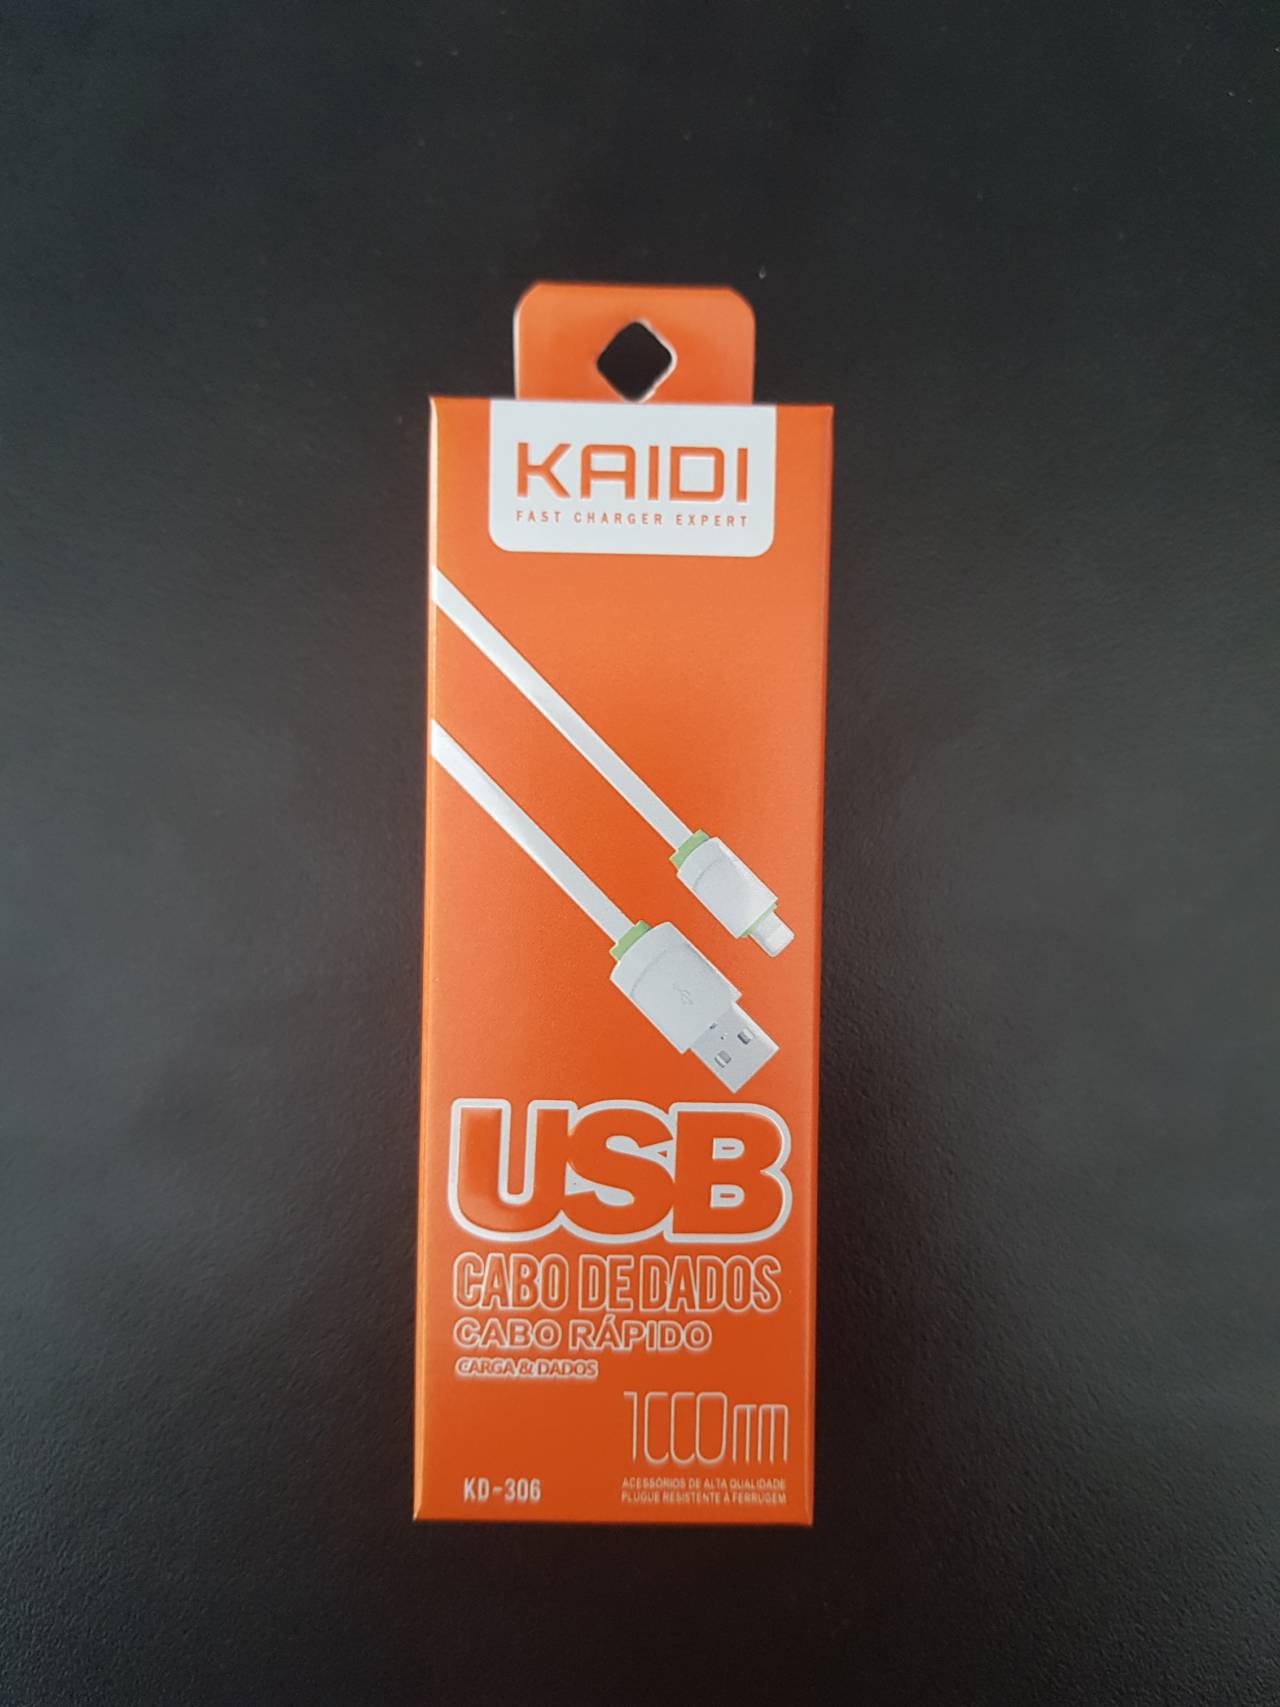 KAIDI
FAST CHARGER EXPERT
USB
CABO DE DADOS
CABO RÁPIDO
CARGA & DADOS
1000mm
KD-306
ACESSÓRIOS DE ALTA QUALIDADE
PLUGUE RESISTENTE À FERRUGEM